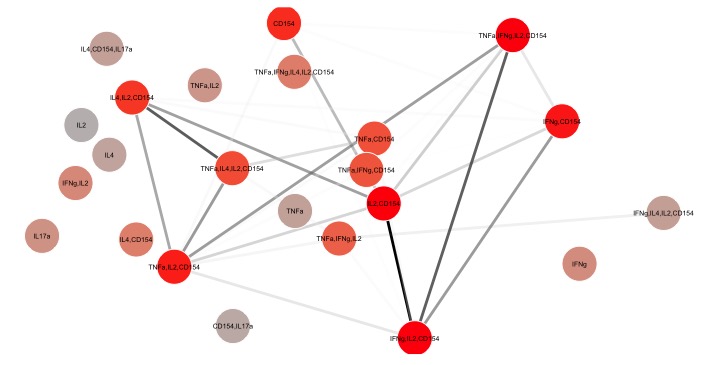 CD154
TNFa,IFNg,IL2,CD154
IL4,CD154,IL17a
TNFa,IFNg,IL4,IL2,CD154
TNFa,IL2
IL4,IL2,CD154
IFNg,CD154
IL2
TNFa,CD154
IL4
TNFa,IL4,IL2,CD154
TNFa,IFNg,CD154
IFNg,IL2
IL2,CD154
TNFa
IFNg,IL4,IL2,CD154
IL17a
IL4,CD154
TNFa,IFNg,IL2
TNFa,IL2,CD154
IFNg
CD154,IL17a
IFNg,IL2,CD154